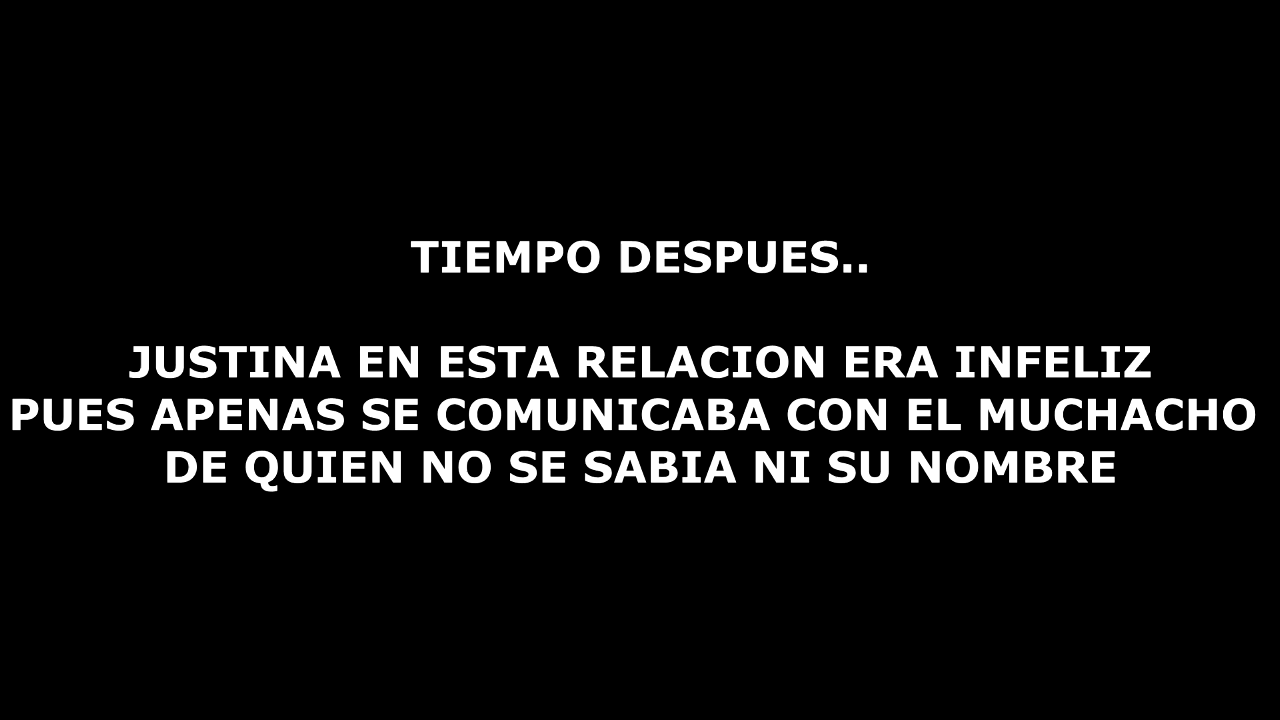 TIEMPO DESPUES..
JUSTINA EN ESTA RELACION ERA INFELIZ
PUES APENAS SE COMUNICABA CON EL MUCHACHO
DE QUIEN NO SE SABIA NI SU NOMBRE